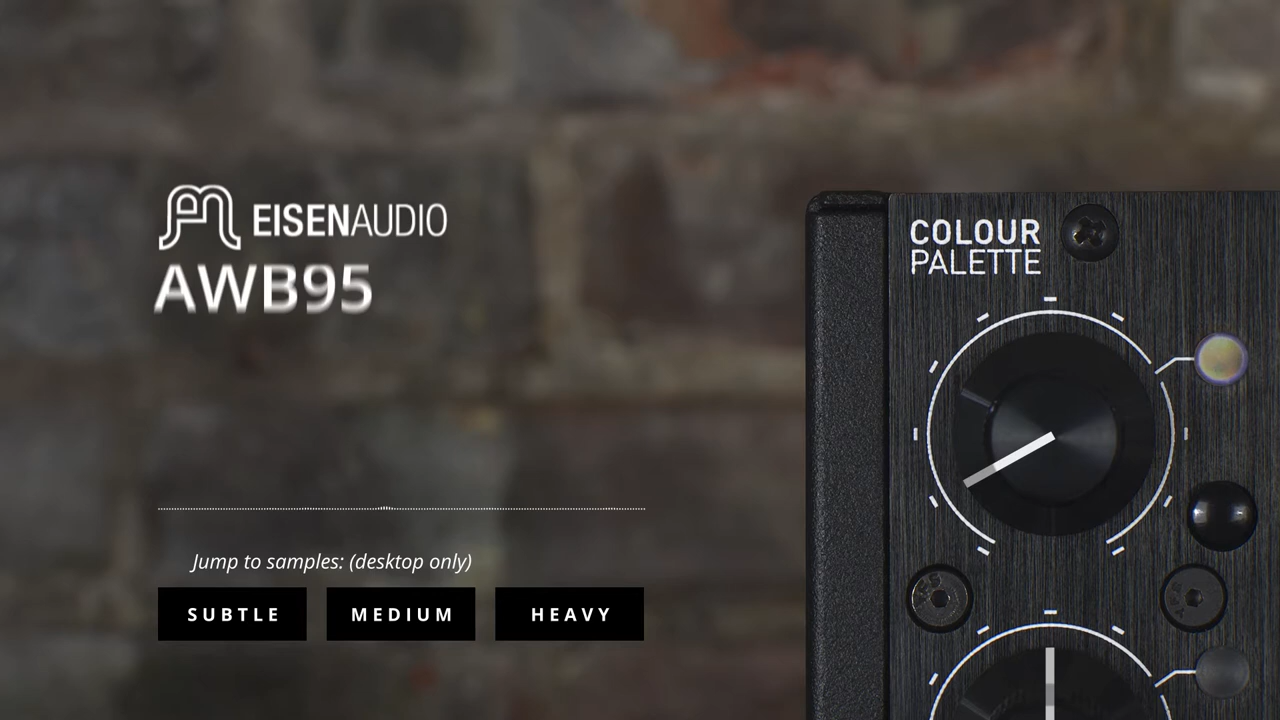 EISENAUDIO
AWB95
COLOUR
PALETTE
Jump to samples: (desktop only)
SUBTLE
MEDIUM
HEAVY